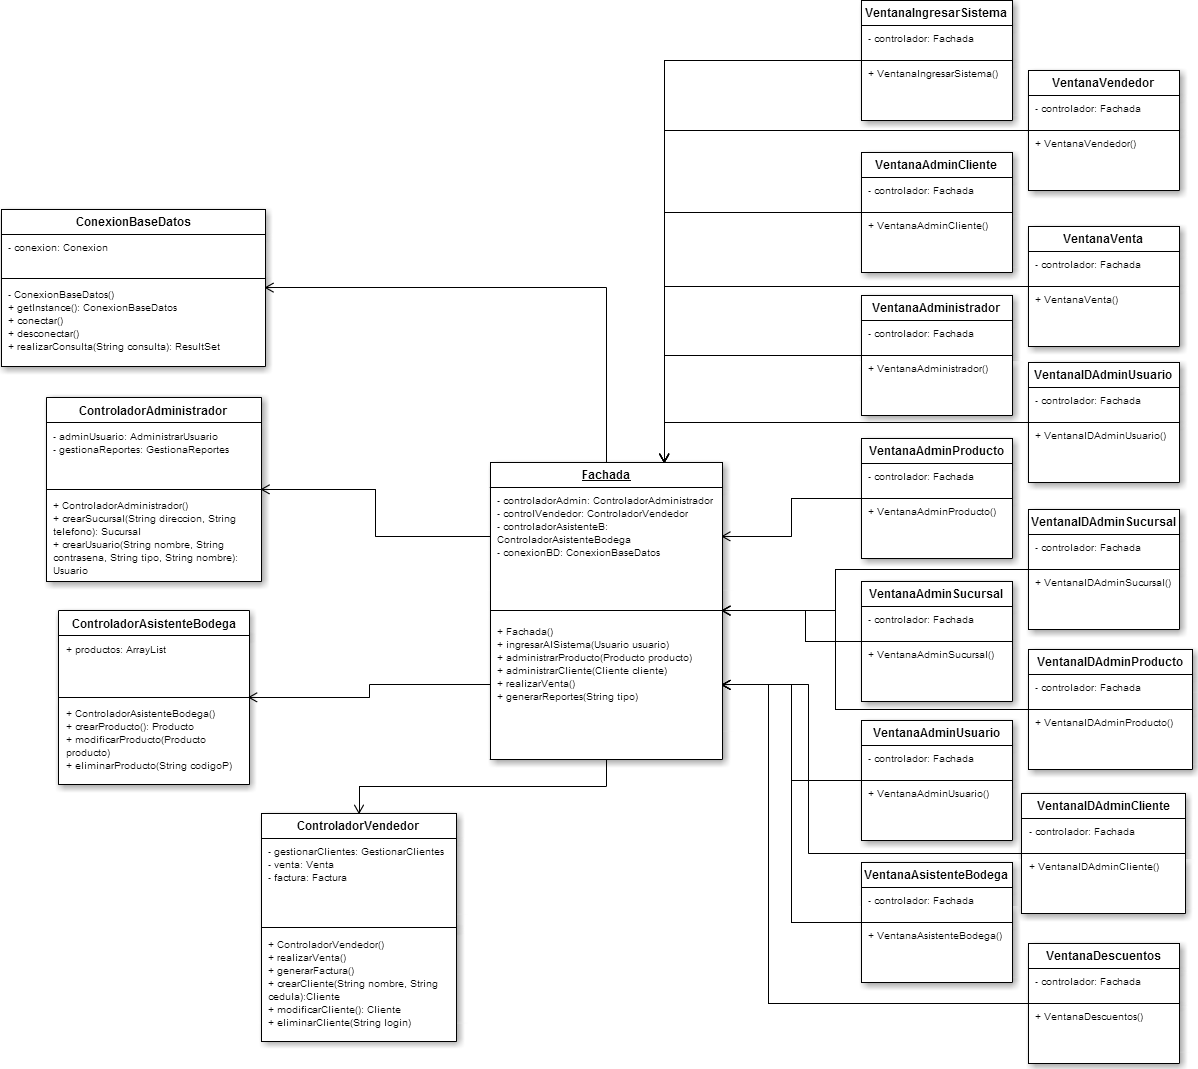 VentanaIngresarSistema
- controlador: Fachada
+ VentanaIngresarSistema()
VentanaVendedor
- controlador: Fachada
+ VentanaVendedor()
VentanaAdminCliente
- controlador: Fachada
+ VentanaAdminCliente()
ConexionBaseDatos
- conexion: Conexion
- ConexionBaseDatos()
+ getInstance(): ConexionBaseDatos
+ conectar()
+ desconectar()
+ realizarConsulta(String consulta): ResultSet
VentanaVenta
- controlador: Fachada
+ VentanaVenta()
VentanaAdministrador
- controlador: Fachada
+ VentanaAdministrador()
VentanaIDAdminUsuario
- controlador: Fachada
+ VentanaIDAdminUsuario()
ControladorAdministrador
- adminUsuario: AdministrarUsuario
- gestionaReportes: GestionaReportes
+ ControladorAdministrador()
+ crearSucursal(String direccion, String
telefono): Sucursal
+ crearUsuario(String nombre, String
contrasena, String tipo, String nombre):
Usuario
Fachada
- controladorAdmin: ControladorAdministrador
- controlVendedor: ControladorVendedor
- controladorAsistenteB:
ControladorAsistenteBodega
- conexionBD: ConexionBaseDatos
+ Fachada()
+ ingresarAlSistema(Usuario usuario)
+ administrarProducto(Producto producto)
+ administrarCliente(Cliente cliente)
+ realizarVenta()
+ generarReportes(String tipo)
VentanaAdminProducto
- controlador: Fachada
+ VentanaAdminProducto()
VentanaIDAdminSucursal
- controlador: Fachada
+ VentanaIDAdminSucursal()
VentanaAdminSucursal
- controlador: Fachada
+ VentanaAdminSucursal()
ControladorAsistenteBodega
+ productos: ArrayList
+ ControladorAsistenteBodega()
+ crearProducto(): Producto
+ modificarProducto(Producto
producto)
+ eliminarProducto(String codigoP)
VentanaIDAdminProducto
- controlador: Fachada
+ VentanaIDAdminProducto()
VentanaAdminUsuario
- controlador: Fachada
+ VentanaAdminUsuario()
VentanaIDAdminCliente
- controlador: Fachada
+ VentanaIDAdminCliente()
ControladorVendedor
- gestionarClientes: GestionarClientes
- venta: Venta
- factura: Factura
+ ControladorVendedor()
+ realizarVenta()
+ generarFactura()
+ crearCliente(String nombre, String
cedula):Cliente
+ modificarCliente(): Cliente
+ eliminarCliente(String login)
VentanaAsistenteBodega
- controlador: Fachada
+ VentanaAsistenteBodega()
VentanaDescuentos
- controlador: Fachada
+ VentanaDescuentos()